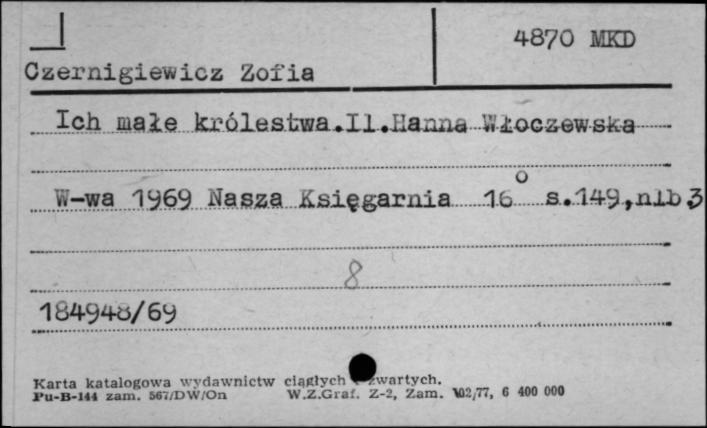 4870 MKD
Czernigiewicz Zofia
Ich małe królestwa.Il.Hanna Włoczewska
W-wa 1969 Nasza Księgarnia 16° s.149,nlb 3
8
184948/69
Karta katalogowa wydawnictw ciągłych zwartych.
Pu-B-144 zam. 567/DW/On W.Z.Graf. Z-2, Zam. 102/77, 6 400 000